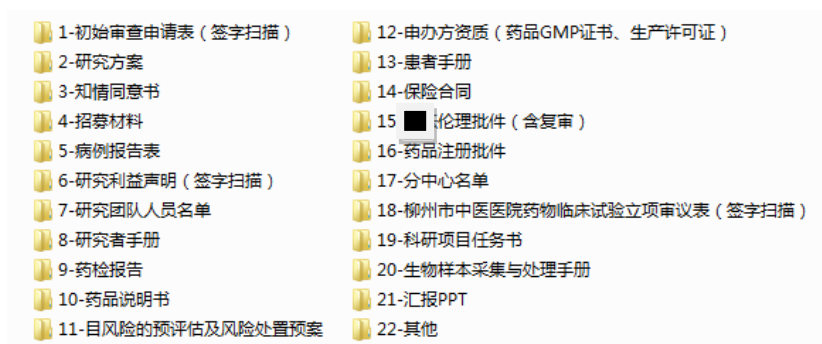 1-初始审查申请表（签字扫描）
2-研究方案
3-知情同意书
4-招募材料
5-病例报告表
6-研究利益声明（签字扫描）
7-研究团队人员名单
8-研究者手册
9-药检报告
10-药品说明书
11-目风险的预评估及风险处置预案
12-申办方资质（药品GMP证书、生产许可证）
13-患者手册
14-保险合同
15 伦理批件（含复审）
16-药品注册批件
17-分中心名单
18-柳州市中医医院药物临床试验立项审议表（签字扫描）
19-科研项目任务书
20-生物样本采集与处理手册
21-汇报PPT
22-其他